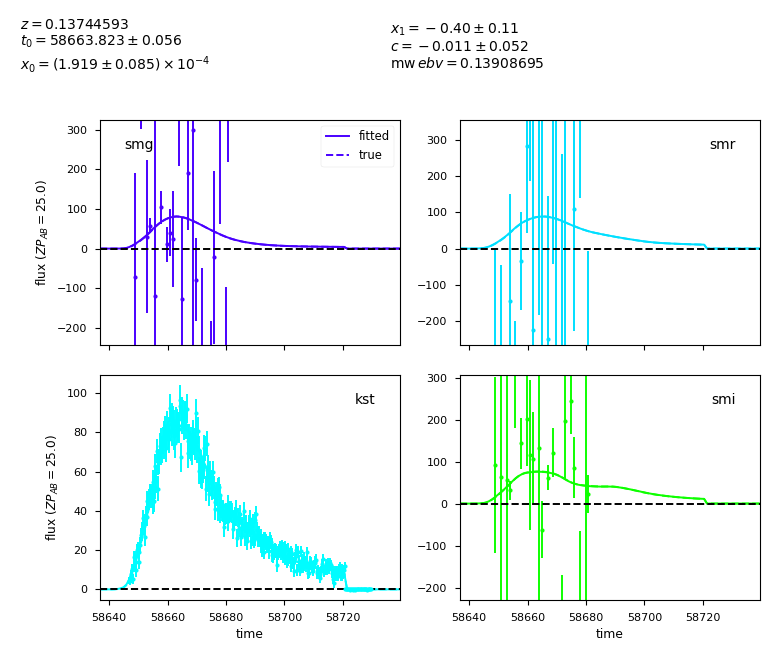 z = 0.13744593
t0 = 58663.823 ± 0.056
x0 = (1.919 ± 0.085) × 10^−4
x1 = −0.40 ± 0.11
c = −0.011 ± 0.052
mw ebv = 0.13908695
300
200
100
0
−100
−200
flux (ZP_AB = 25.0)
smg
fitted
true
300
200
100
0
−100
−200
smr
100
80
60
40
20
0
flux (ZP_AB = 25.0)
kst
58640 58660 58680 58700 58720
time
300
200
100
0
−100
−200
smi
58640 58660 58680 58700 58720
time